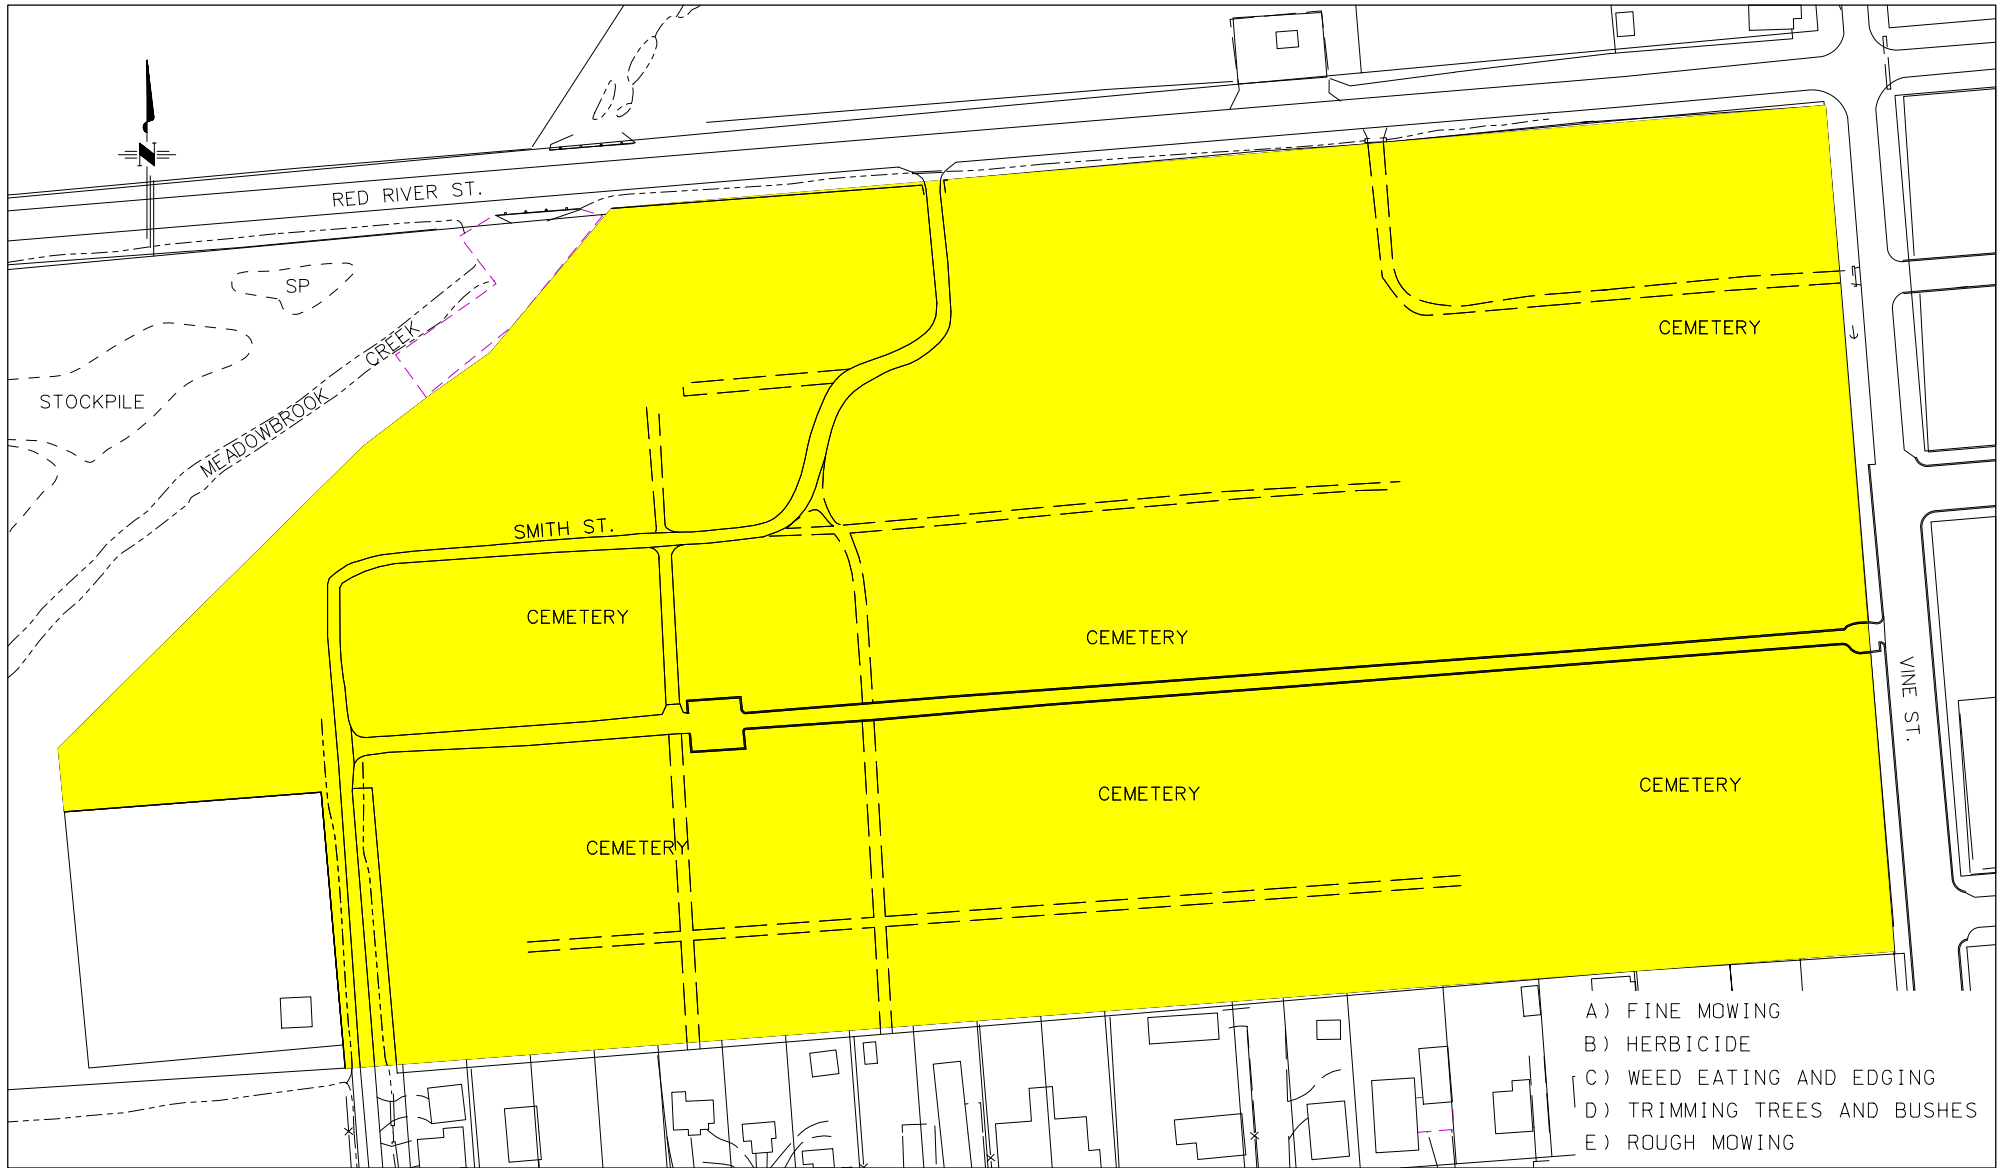 N
RED RIVER ST.
SP
CREEK
STOCKPILE
MEADOWBROOK
CEMETERY
SMITH ST.
CEMETERY
CEMETERY
VINE ST.
CEMETERY
CEMETERY
CEMETERY
A) FINE MOWING
B) HERBICIDE
C) WEED EATING AND EDGING
D) TRIMMING TREES AND BUSHES
E) ROUGH MOWING